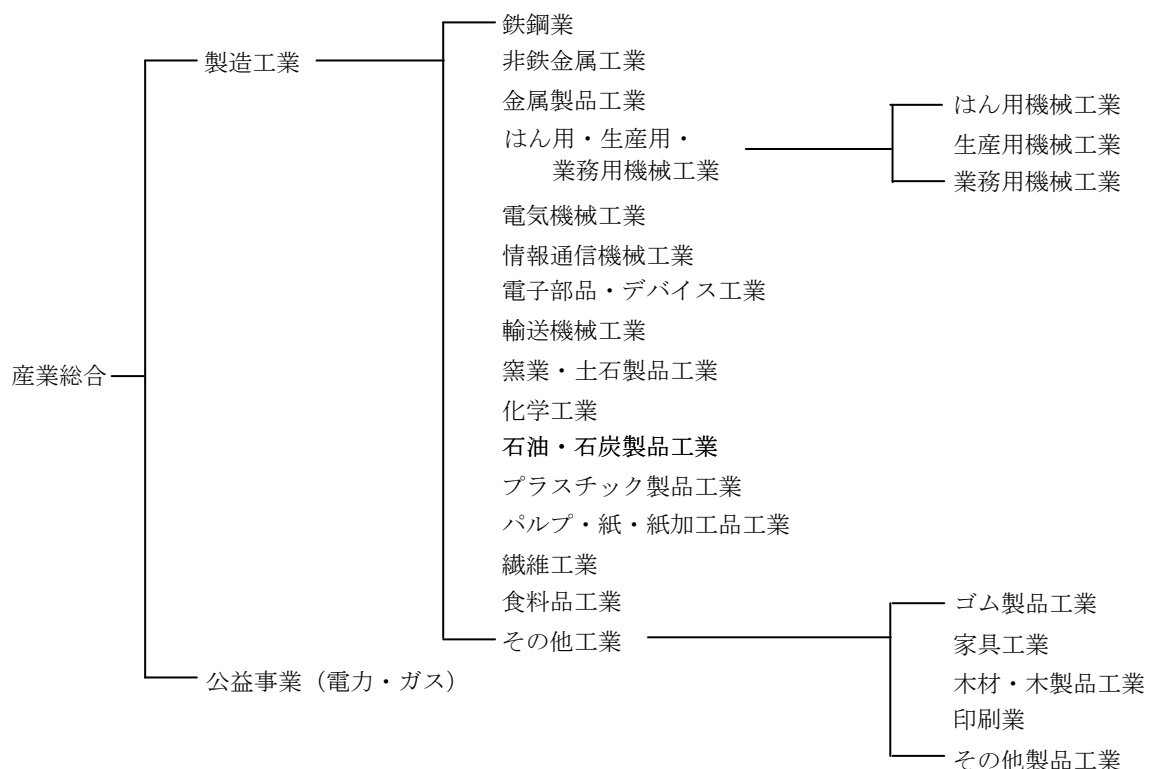 産業総合
製造工業
鉄鋼業
非鉄金属工業
金属製品工業
はん用・生産用・
業務用機械工業
はん用機械工業
生産用機械工業
業務用機械工業
電気機械工業
情報通信機械工業
電子部品・デバイス工業
輸送機械工業
窯業・土石製品工業
化学工業
石油・石炭製品工業
プラスチック製品工業
パルプ・紙・紙加工品工業
繊維工業
食料品工業
その他工業
ゴム製品工業
家具工業
木材・木製品工業
印刷業
その他製品工業
公益事業（電力・ガス）